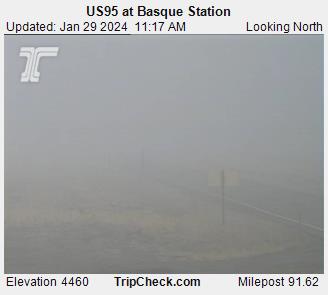 US95 at Basque Station
Updated: Jan 29 2024 11:17 AM Looking North
Elevation 4460 TripCheck.com Milepost 91.62